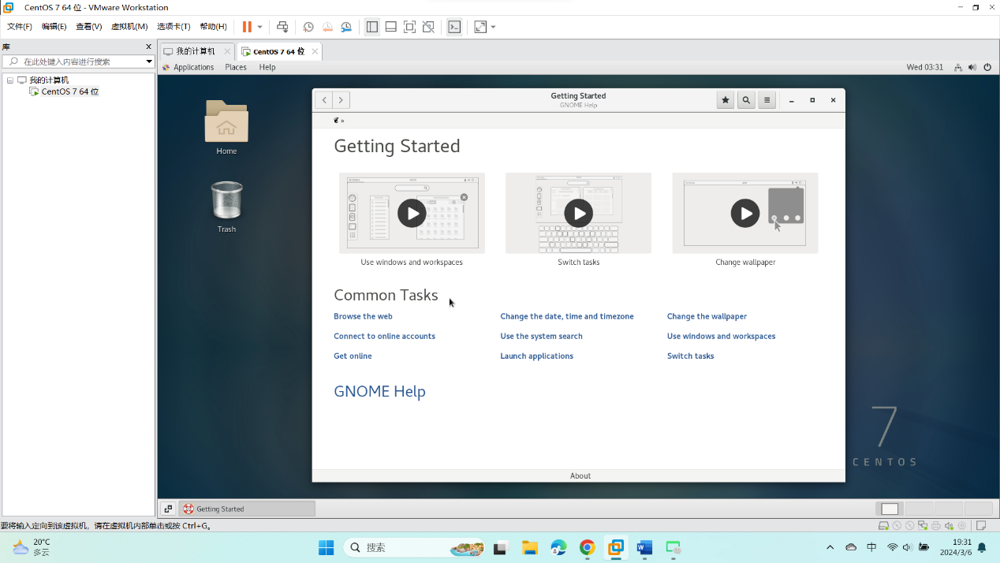 CentOS 7 64 位 - VMware Workstation
文件(F) 编辑(E) 查看(V) 虚拟机(M) 选项卡(T) 帮助(H)
库
在此处键入内容进行搜索
我的计算机
CentOS 7 64 位
我的计算机
CentOS 7 64 位
Applications Places Help
Wed 03:31
Home
Trash
Getting Started
GNOME Help
»
Getting Started
Use windows and workspaces
Switch tasks
Change wallpaper
Common Tasks
Browse the web
Change the date, time and timezone
Change the wallpaper
Connect to online accounts
Use the system search
Use windows and workspaces
Get online
Launch applications
Switch tasks
GNOME Help
About
7
CENTOS
Getting Started
要将输入定向到该虚拟机，请在虚拟机内部单击或按 Ctrl+G。
20°C
多云
搜索
中
19:31
2024/3/6